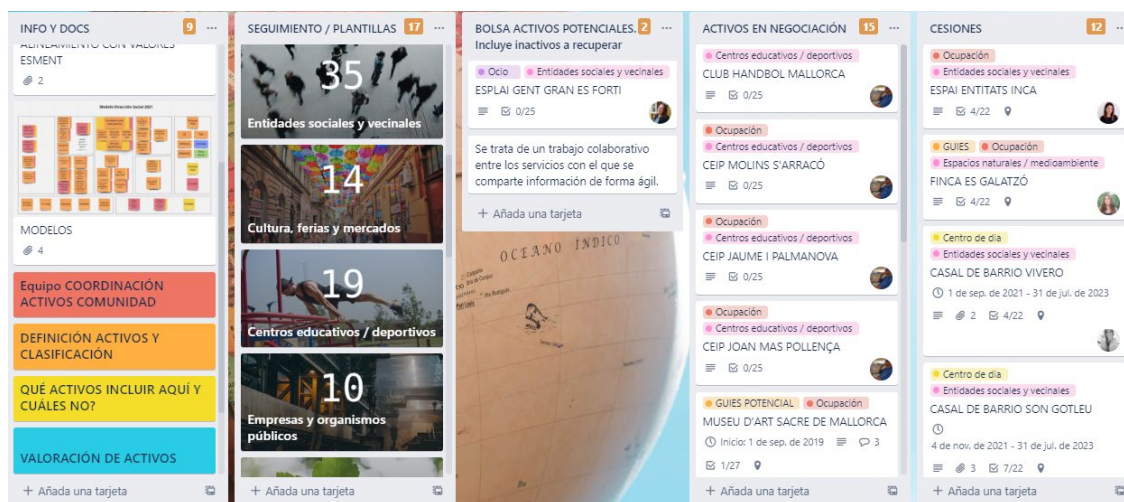 INFO Y DOCS
9
ALINEAMIENTO CON VALORES
ESMENT
2
Modelo Dirección Social 2021
MODELOS
4
Equipo COORDINACIÓN
ACTIVOS COMUNIDAD
DEFINICIÓN ACTIVOS Y
CLASIFICACIÓN
QUÉ ACTIVOS INCLUIR AQUÍ Y
CUÁLES NO?
VALORACIÓN DE ACTIVOS
+ Añada una tarjeta
SEGUIMIENTO / PLANTILLAS
17
35
Entidades sociales y vecinales
14
Cultura, ferias y mercados
19
Centros educativos / deportivos
10
Empresas y organismos
públicos
+ Añada una tarjeta
BOLSA ACTIVOS POTENCIALES.
Incluye inactivos a recuperar
2
Ocio
Entidades sociales y vecinales
ESPLAI GENT GRAN ES FORTI
0/25
Se trata de un trabajo colaborativo
entre los servicios con el que se
comparte información de forma ágil.
+ Añada una tarjeta
OCEANO ÍNDICO
ACTIVOS EN NEGOCIACIÓN
15
Centros educativos / deportivos
CLUB HANDBOL MALLORCA
0/25
Ocupación
Centros educativos / deportivos
CEIP MOLINS S'ARRACÓ
0/25
Ocupación
Centros educativos / deportivos
CEIP JAUME I PALMANOVA
0/25
Ocupación
Centros educativos / deportivos
CEIP JOAN MAS POLLENÇA
0/25
GUIES POTENCIAL
Ocupación
MUSEU D'ART SACRE DE MALLORCA
Inicio: 1 de sep. de 2019
3
1/27
+ Añada una tarjeta
CESIONES
12
Ocupación
Entidades sociales y vecinales
ESPAI ENTITATS INCA
4/22
GUIES
Ocupación
Espacios naturales / medioambiente
FINCA ES GALATZÓ
4/22
Centro de día
Entidades sociales y vecinales
CASAL DE BARRIO VIVERO
1 de sep. de 2021 - 31 de jul. de 2023
2
4/22
Centro de día
Entidades sociales y vecinales
CASAL DE BARRIO SON GOTLEU
4 de nov. de 2021 - 31 de jul. de 2023
3
7/22
+ Añada una tarjeta